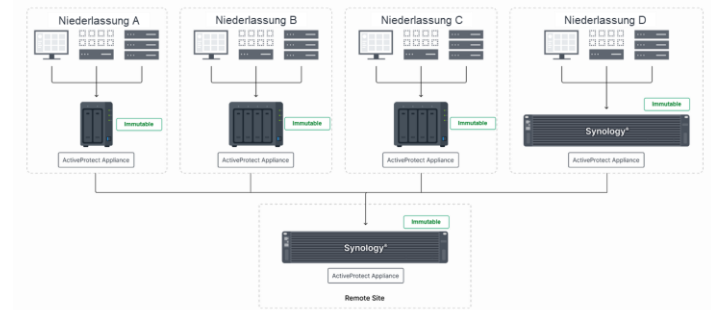 Niederlassung A
Niederlassung B
Niederlassung C
Niederlassung D
Immutable
Immutable
Immutable
Immutable
Synology®
ActiveProtect Appliance
ActiveProtect Appliance
ActiveProtect Appliance
ActiveProtect Appliance
Immutable
Synology®
ActiveProtect Appliance
Remote Site